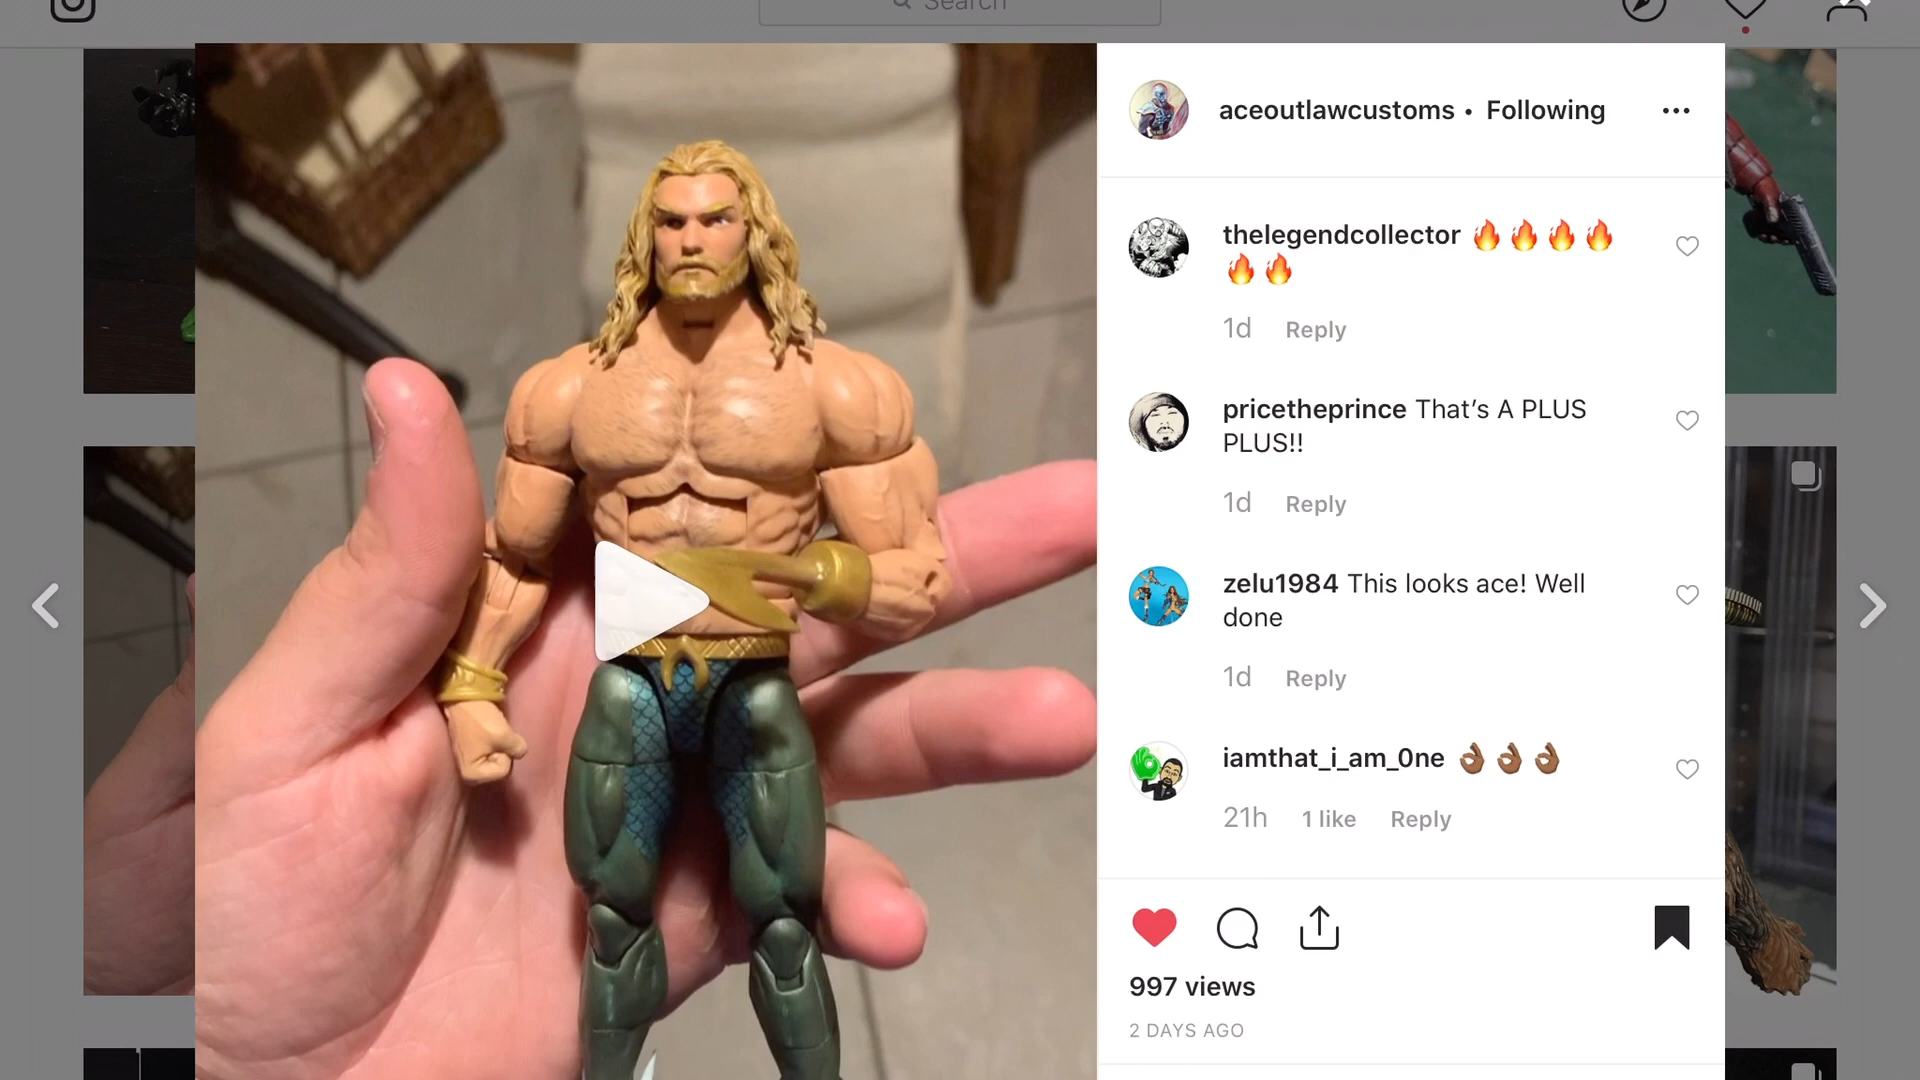 Search
aceoutlawcustoms • Following
thelegendcollector 🔥🔥🔥🔥
🔥🔥
1d Reply
pricetheprince That’s A PLUS
PLUS!!
1d Reply
zelu1984 This looks ace! Well
done
1d Reply
iamthat_i_am_0ne 👌🏾👌🏾👌🏾
21h 1 like Reply
997 views
2 DAYS AGO